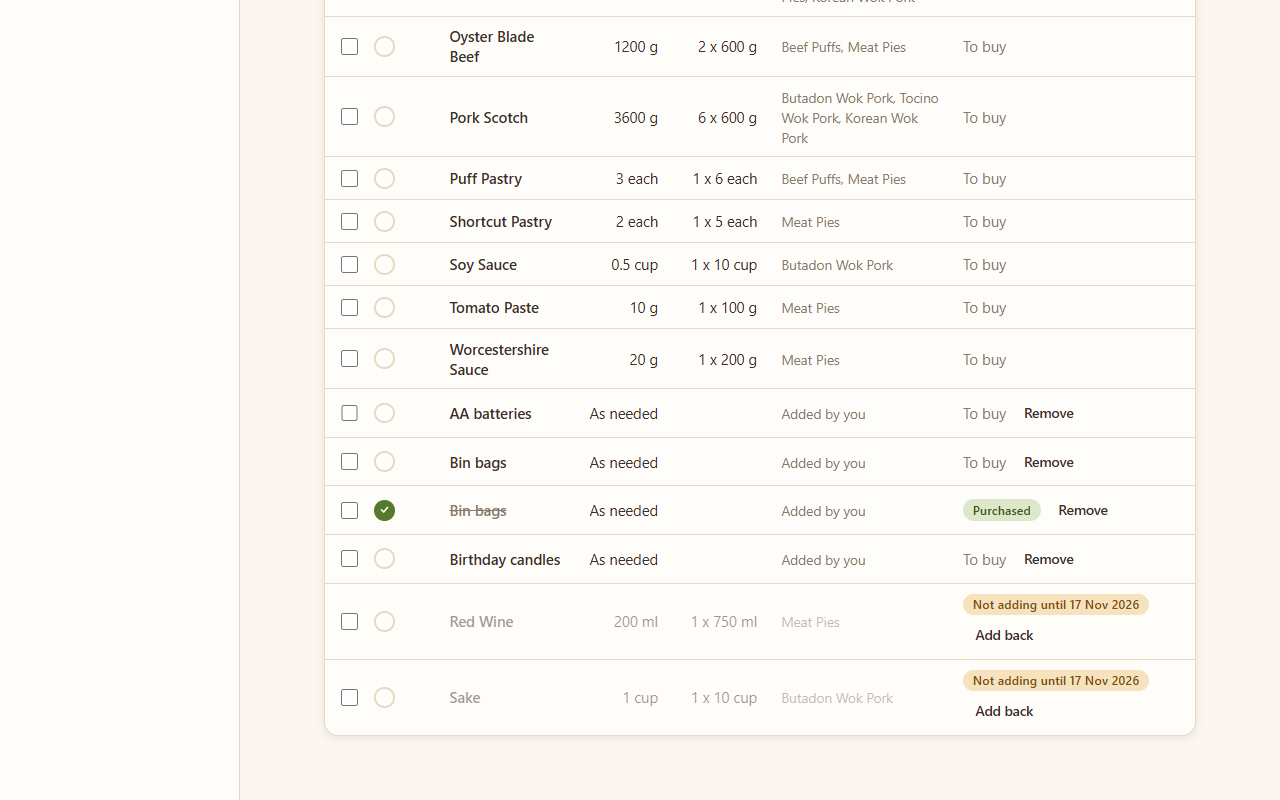 Pies, Korean Wok Pork
Oyster Blade
Beef
1200 g
2 x 600 g
Beef Puffs, Meat Pies
To buy
Pork Scotch
3600 g
6 x 600 g
Butadon Wok Pork, Tocino
Wok Pork, Korean Wok
Pork
To buy
Puff Pastry
3 each
1 x 6 each
Beef Puffs, Meat Pies
To buy
Shortcut Pastry
2 each
1 x 5 each
Meat Pies
To buy
Soy Sauce
0.5 cup
1 x 10 cup
Butadon Wok Pork
To buy
Tomato Paste
10 g
1 x 100 g
Meat Pies
To buy
Worcestershire
Sauce
20 g
1 x 200 g
Meat Pies
To buy
AA batteries
As needed
Added by you
To buy
Remove
Bin bags
As needed
Added by you
To buy
Remove
Bin bags
As needed
Added by you
Purchased
Remove
Birthday candles
As needed
Added by you
To buy
Remove
Red Wine
200 ml
1 x 750 ml
Meat Pies
Not adding until 17 Nov 2026
Add back
Sake
1 cup
1 x 10 cup
Butadon Wok Pork
Not adding until 17 Nov 2026
Add back